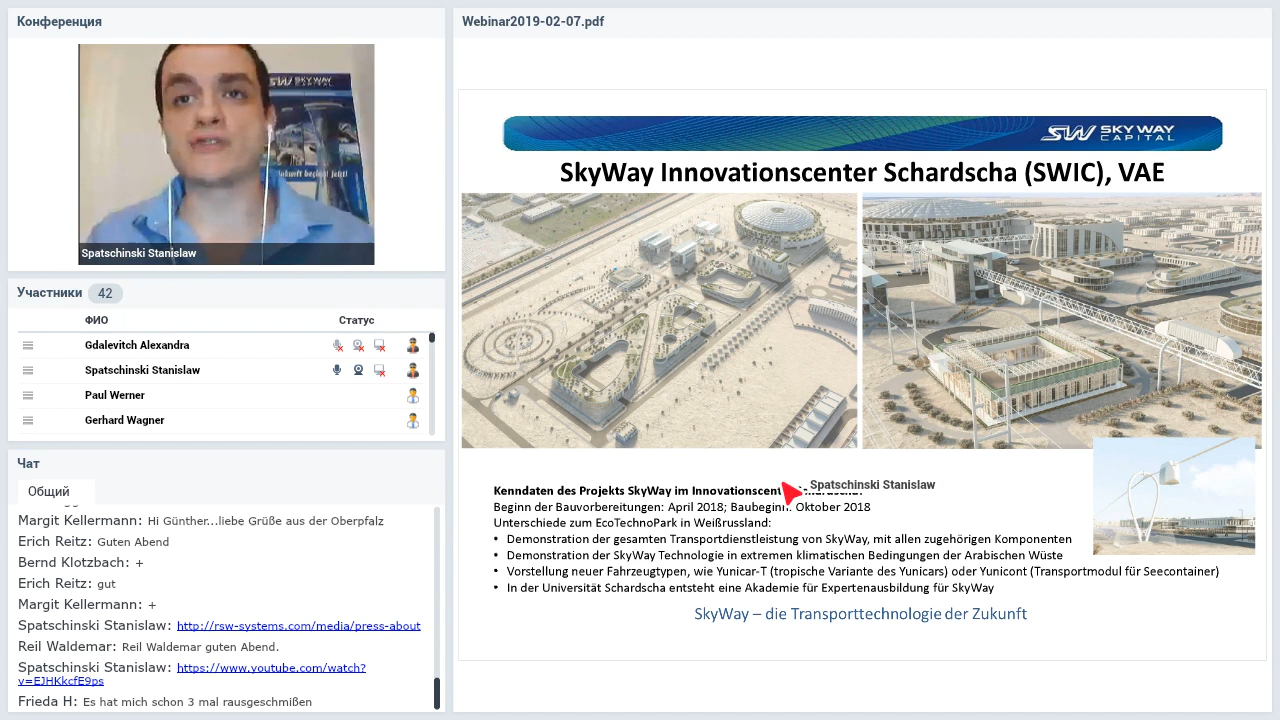 Конференция
SKY WAY
CAPITAL
Zukunft beginnt jetzt!
Spatschinski Stanislaw
Участники 42
ФИО Статус
Gdalevitch Alexandra
Spatschinski Stanislaw
Paul Werner
Gerhard Wagner
Чат
Общий
Margit Kellermann: Hi Günther...liebe Grüße aus der Oberpfalz
Erich Reitz: Guten Abend
Bernd Klotzbach: +
Erich Reitz: gut
Margit Kellermann: +
Spatschinski Stanislaw: http://rsw-systems.com/media/press-about
Reil Waldemar: Reil Waldemar guten Abend.
Spatschinski Stanislaw: https://www.youtube.com/watch?
v=EJHKkcfE9ps
Frieda H: Es hat mich schon 3 mal rausgeschmißen
Webinar2019-02-07.pdf
SW SKY WAY
CAPITAL
SkyWay Innovationscenter Schardscha (SWIC), VAE
Spatschinski Stanislaw
Kenndaten des Projekts SkyWay im
Beginn der Bauvorbereitungen: April 2018; Baubeginn: Oktober 2018
Unterschiede zum EcoTechnoPark in Weißrussland:
• Demonstration der gesamten Transportdienstleistung von SkyWay, mit allen zugehörigen Komponenten
• Demonstration der SkyWay Technologie in extremen klimatischen Bedingungen der Arabischen Wüste
• Vorstellung neuer Fahrzeugtypen, wie Yunicar-T (tropische Variante des Yunicars) oder Yunicont (Transportmodul für Seecontainer)
• In der Universität Schardscha entsteht eine Akademie für Expertenausbildung für SkyWay
SkyWay – die Transporttechnologie der Zukunft